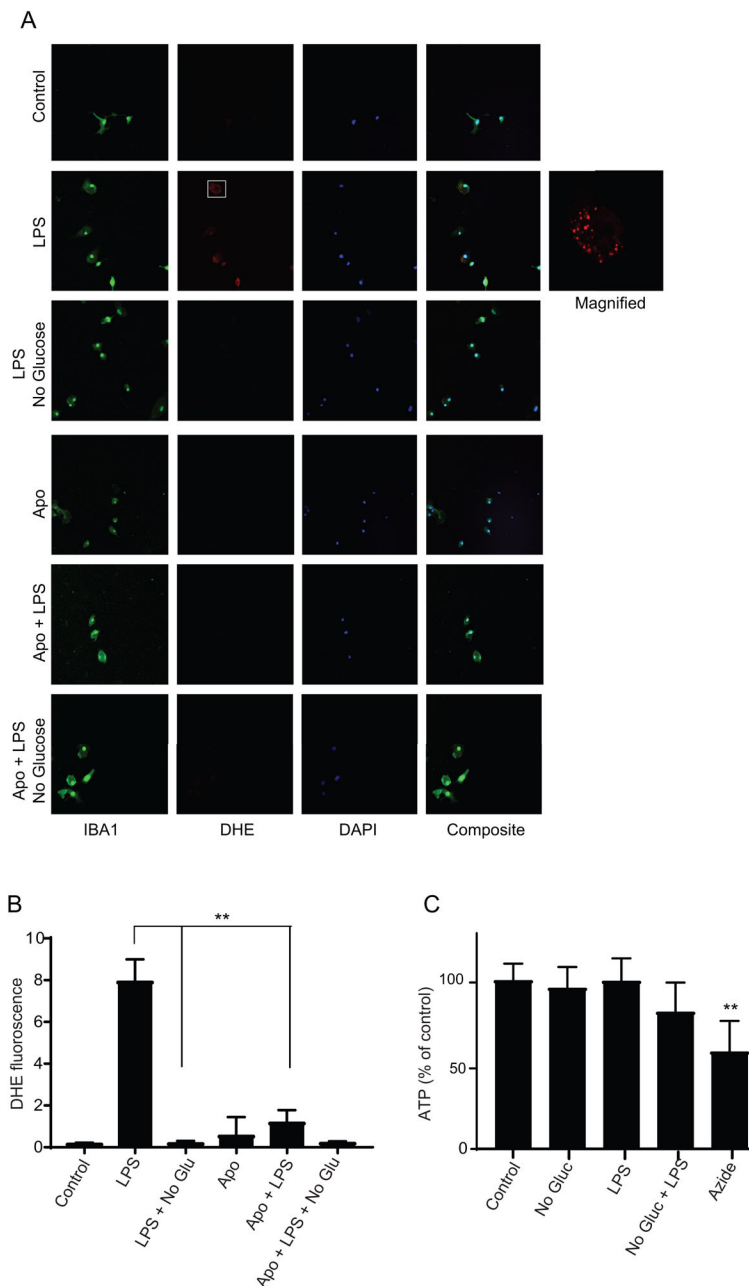 A
Control
LPS
Magnified
LPS
No Glucose
Apo
Apo + LPS
Apo + LPS
No Glucose
IBA1
DHE
DAPI
Composite
B
**
10
8
6
4
2
0
DHE fluoroscence
Control
LPS
LPS + No Glu
Apo
Apo + LPS
Apo + LPS + No Glu
C
**
100
50
0
ATP (% of control)
Control
No Gluc
LPS
No Gluc + LPS
Azide